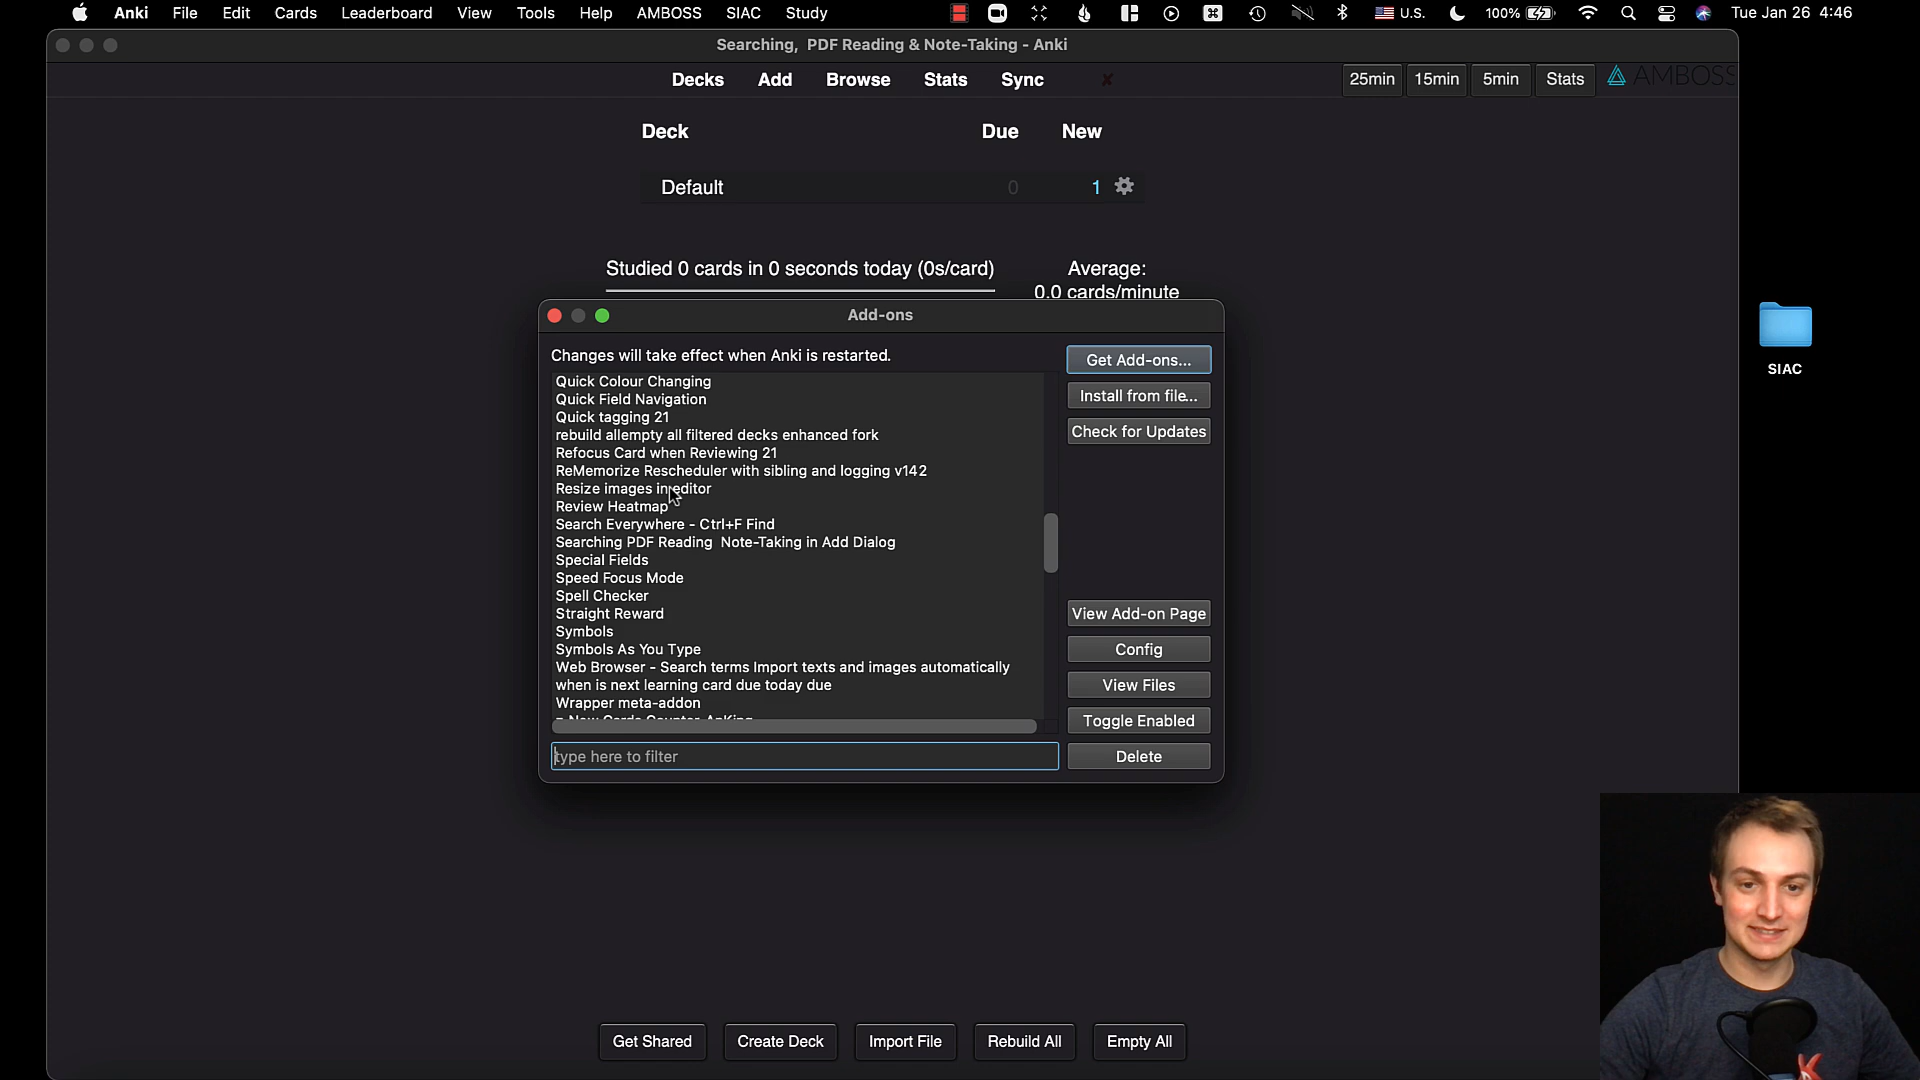 Anki File Edit Cards Leaderboard View Tools Help AMBOSS SIAC Study U.S. 100% Tue Jan 26 4:46
Searching, PDF Reading & Note-Taking - Anki
Decks Add Browse Stats Sync 25min 15min 5min Stats AMBOSS
Deck Due New
Default 0 1
Studied 0 cards in 0 seconds today (0s/card)
Average:
0.0 cards/minute
Add-ons
Changes will take effect when Anki is restarted.
Quick Colour Changing
Quick Field Navigation
Quick tagging 21
rebuild allempty all filtered decks enhanced fork
Refocus Card when Reviewing 21
ReMemorize Rescheduler with sibling and logging v142
Resize images in editor
Review Heatmap
Search Everywhere - Ctrl+F Find
Searching PDF Reading Note-Taking in Add Dialog
Special Fields
Speed Focus Mode
Spell Checker
Straight Reward
Symbols
Symbols As You Type
Web Browser - Search terms Import texts and images automatically
when is next learning card due today due
Wrapper meta-addon
New Cards Counter AnKing
type here to filter
Get Add-ons...
Install from file...
Check for Updates
View Add-on Page
Config
View Files
Toggle Enabled
Delete
SIAC
Get Shared Create Deck Import File Rebuild All Empty All